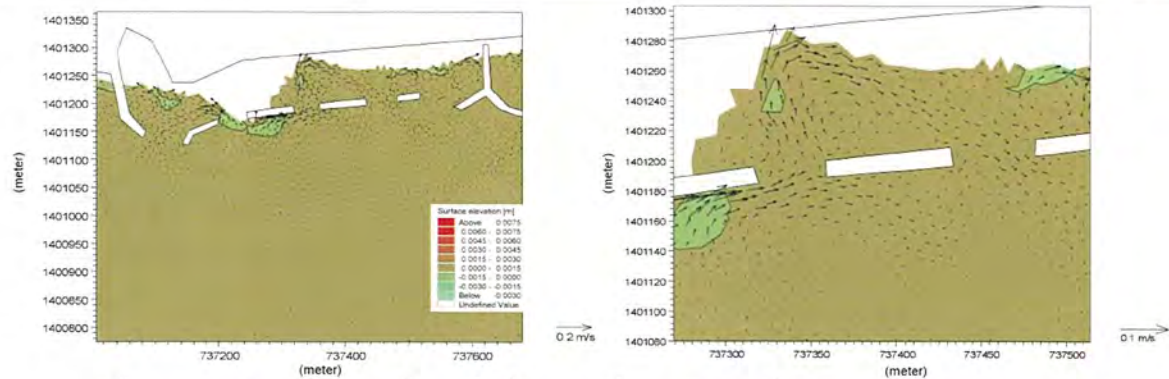 1401350
1401300
1401250
1401200
1401150
1401100
1401050
1401000
1400950
1400900
1400850
1400800
(meter)
737200
737400
737600
(meter)
Surface elevation [m]
Above 0.0075
0.0060 - 0.0075
0.0045 - 0.0060
0.0030 - 0.0045
0.0015 - 0.0030
0.0000 - 0.0015
-0.0015 - 0.0000
-0.0030 - -0.0015
Below -0.0030
Undefined Value
0.2 m/s
1401300
1401280
1401260
1401240
1401220
1401200
1401180
1401160
1401140
1401120
1401100
1401080
(meter)
737300
737350
737400
737450
737500
(meter)
0.1 m/s